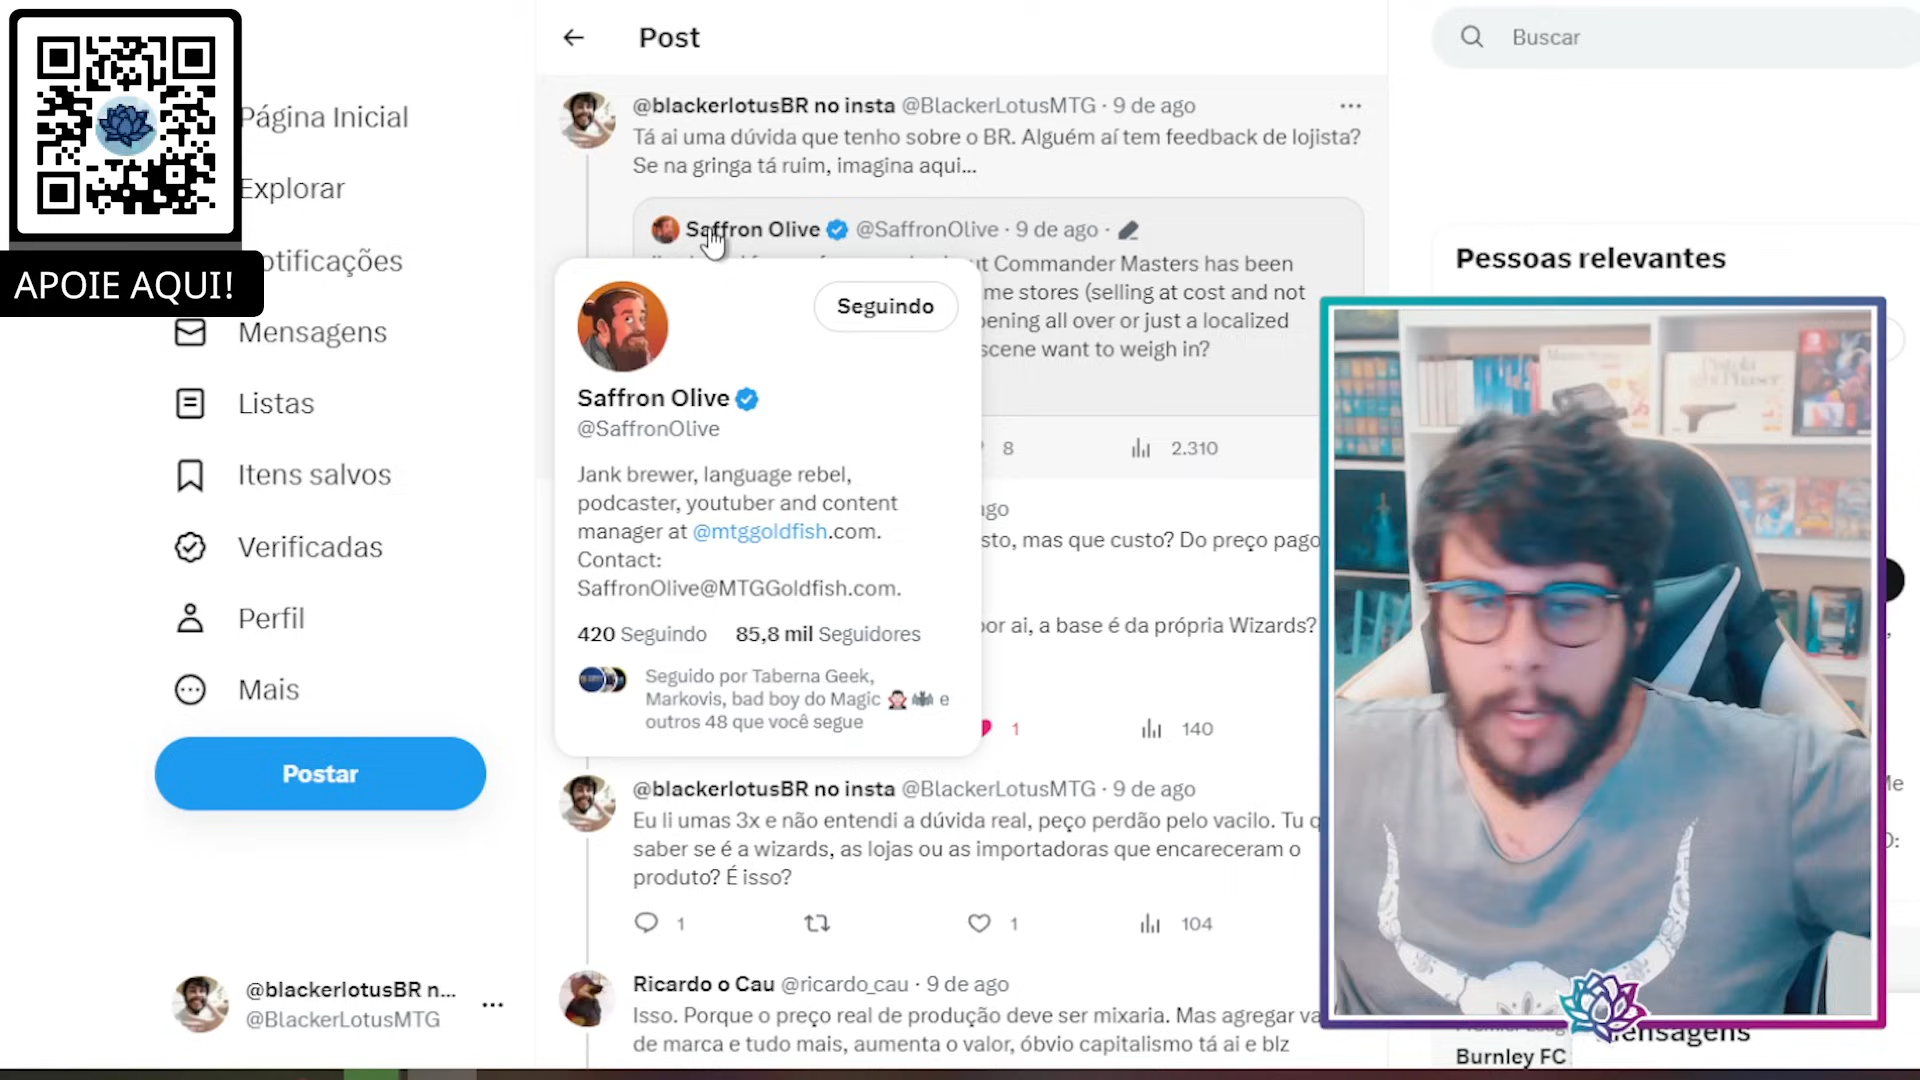 APOIE AQUI!
Página Inicial
Explorar
otificações
Mensagens
Listas
Itens salvos
Verificadas
Perfil
Mais
Postar
@blackerlotusBR n...
@BlackerLotusMTG
Post
@blackerlotusBR no insta @BlackerLotusMTG · 9 de ago
Tá ai uma dúvida que tenho sobre o BR. Alguém aí tem feedback de lojista?
Se na gringa tá ruim, imagina aqui...
Saffron Olive @SaffronOlive · 9 de ago ·
t Commander Masters has been
me stores (selling at cost and not
pening all over or just a localized
scene want to weigh in?
8 2.310
Seguindo
Saffron Olive
@SaffronOlive
Jank brewer, language rebel,
podcaster, youtuber and content
manager at @mtggoldfish.com.
Contact:
SaffronOlive@MTGGoldfish.com.
420 Seguindo 85,8 mil Seguidores
Seguido por Taberna Geek,
Markovis, bad boy do Magic 🧛🏻🦇 e
outros 48 que você segue
ago
sto, mas que custo? Do preço pago
por ai, a base é da própria Wizards?
1 140
@blackerlotusBR no insta @BlackerLotusMTG · 9 de ago
Eu li umas 3x e não entendi a dúvida real, peço perdão pelo vacilo. Tu q
saber se é a wizards, as lojas ou as importadoras que encareceram o
produto? É isso?
1 1 104
Ricardo o Cau @ricardo_cau · 9 de ago
Isso. Porque o preço real de produção deve ser mixaria. Mas agregar va
de marca e tudo mais, aumenta o valor, óbvio capitalismo tá ai e blz
Buscar
Pessoas relevantes
Me
D:
ensagens
Burnley FC